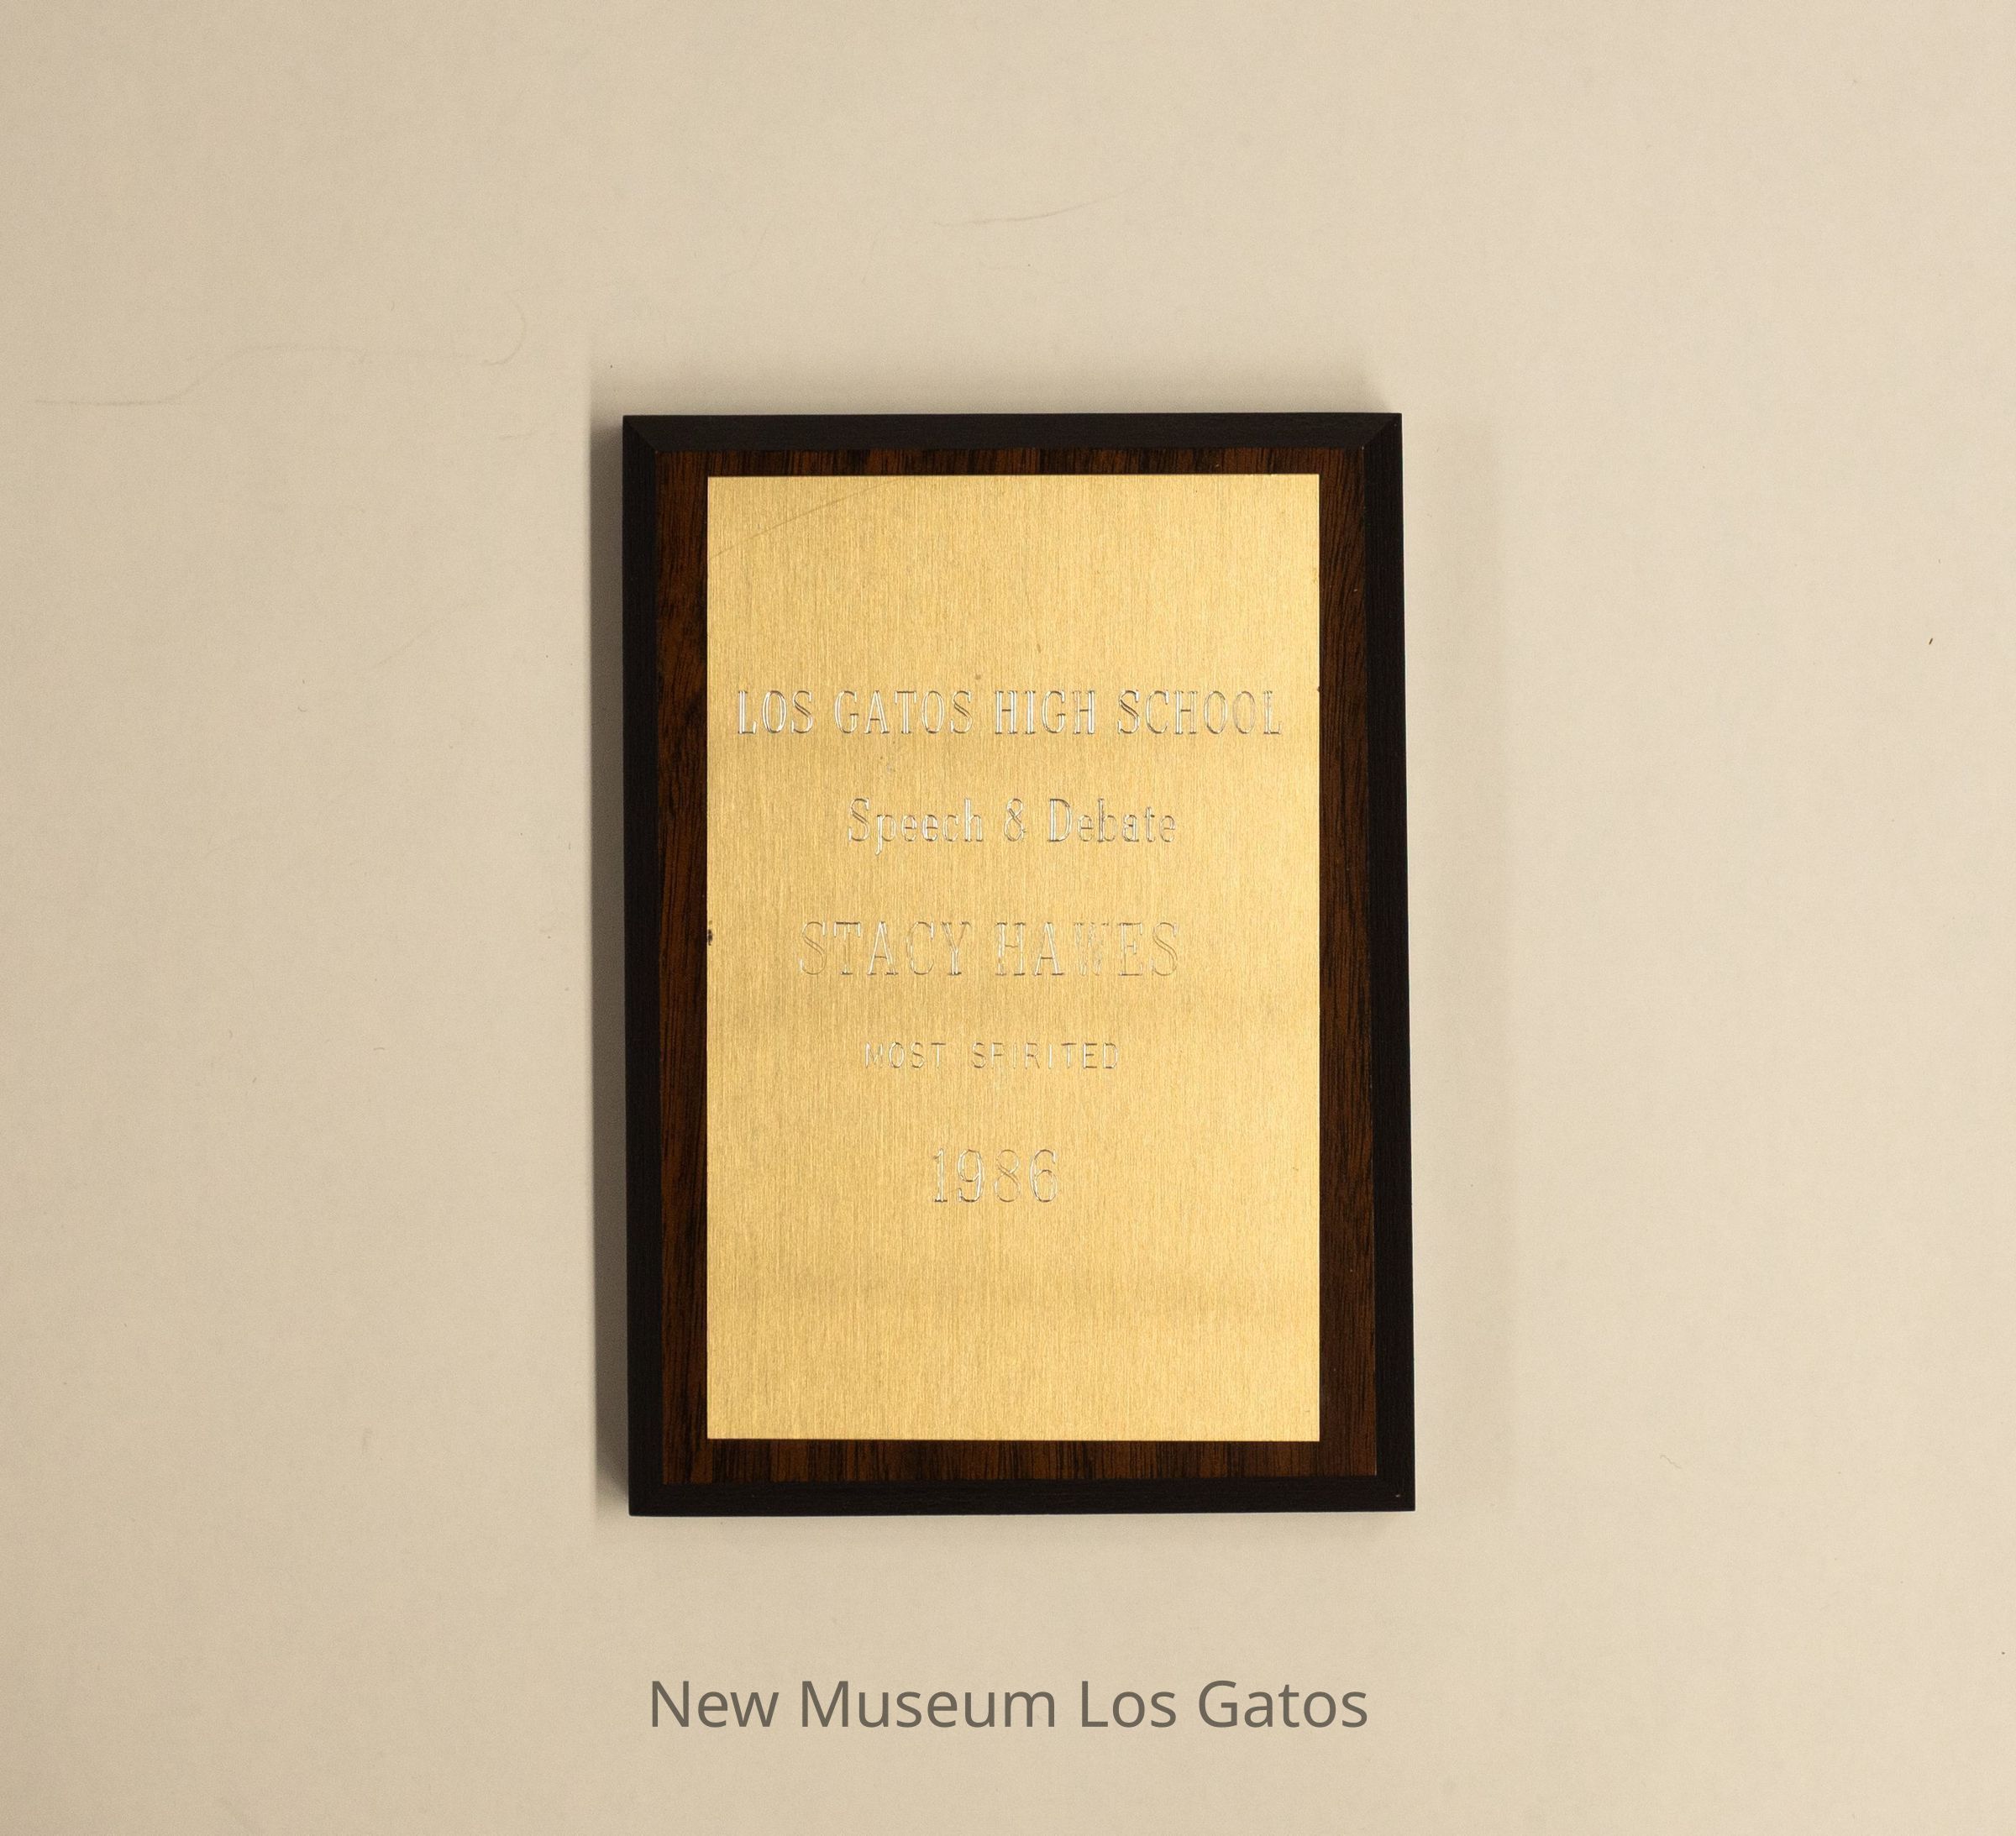 LOS GATOS HIGH SCHOOL
Speech & Debate
STACY HAWES
MOST SPIRITED
1986
New Museum Los Gatos